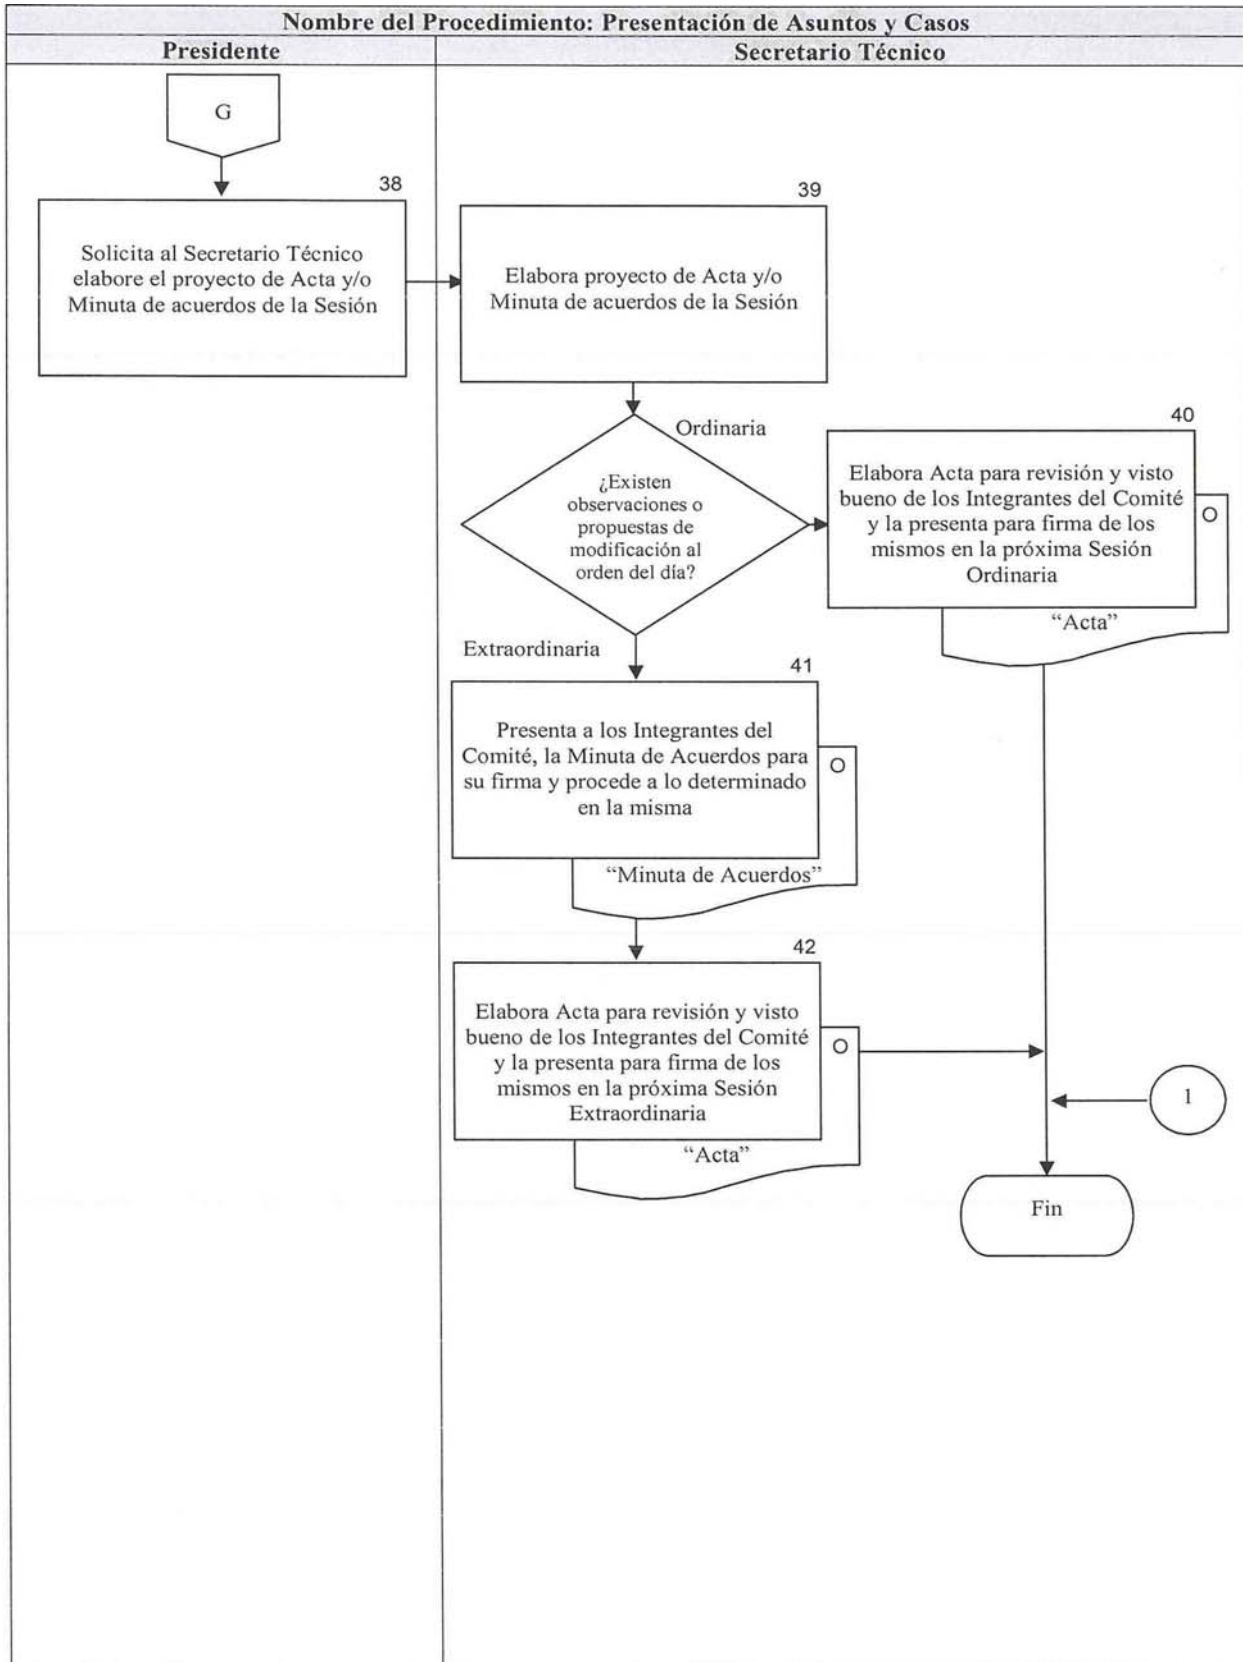 Nombre del Procedimiento: Presentación de Asuntos y Casos
Presidente
Secretario Técnico
G
38
Solicita al Secretario Técnico
elabore el proyecto de Acta y/o
Minuta de acuerdos de la Sesión
39
Elabora proyecto de Acta y/o
Minuta de acuerdos de la Sesión
Ordinaria
¿Existen
observaciones o
propuestas de
modificación al
orden del día?
40
Elabora Acta para revisión y visto
bueno de los Integrantes del Comité
y la presenta para firma de los
mismos en la próxima Sesión
Ordinaria
O
“Acta”
Extraordinaria
41
Presenta a los Integrantes del
Comité, la Minuta de Acuerdos para
su firma y procede a lo determinado
en la misma
O
“Minuta de Acuerdos”
42
Elabora Acta para revisión y visto
bueno de los Integrantes del Comité
y la presenta para firma de los
mismos en la próxima Sesión
Extraordinaria
O
“Acta”
1
Fin